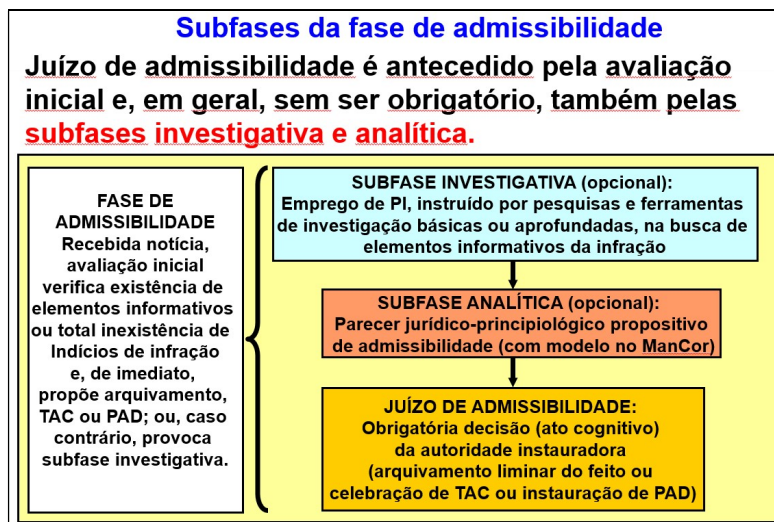 Subfases da fase de admissibilidade
Juízo de admissibilidade é antecedido pela avaliação
inicial e, em geral, sem ser obrigatório, também pelas
subfases investigativa e analítica.
FASE DE
ADMISSIBILIDADE
Recebida notícia,
avaliação inicial
verifica existência de
elementos informativos
ou total inexistência de
Indícios de infração
e, de imediato,
propõe arquivamento,
TAC ou PAD; ou, caso
contrário, provoca
subfase investigativa.
SUBFASE INVESTIGATIVA (opcional):
Emprego de PI, instruído por pesquisas e ferramentas
de investigação básicas ou aprofundadas, na busca de
elementos informativos da infração
SUBFASE ANALÍTICA (opcional):
Parecer jurídico-principiológico propositivo
de admissibilidade (com modelo no ManCor)
JUÍZO DE ADMISSIBILIDADE:
Obrigatória decisão (ato cognitivo)
da autoridade instauradora
(arquivamento liminar do feito ou
celebração de TAC ou instauração de PAD)